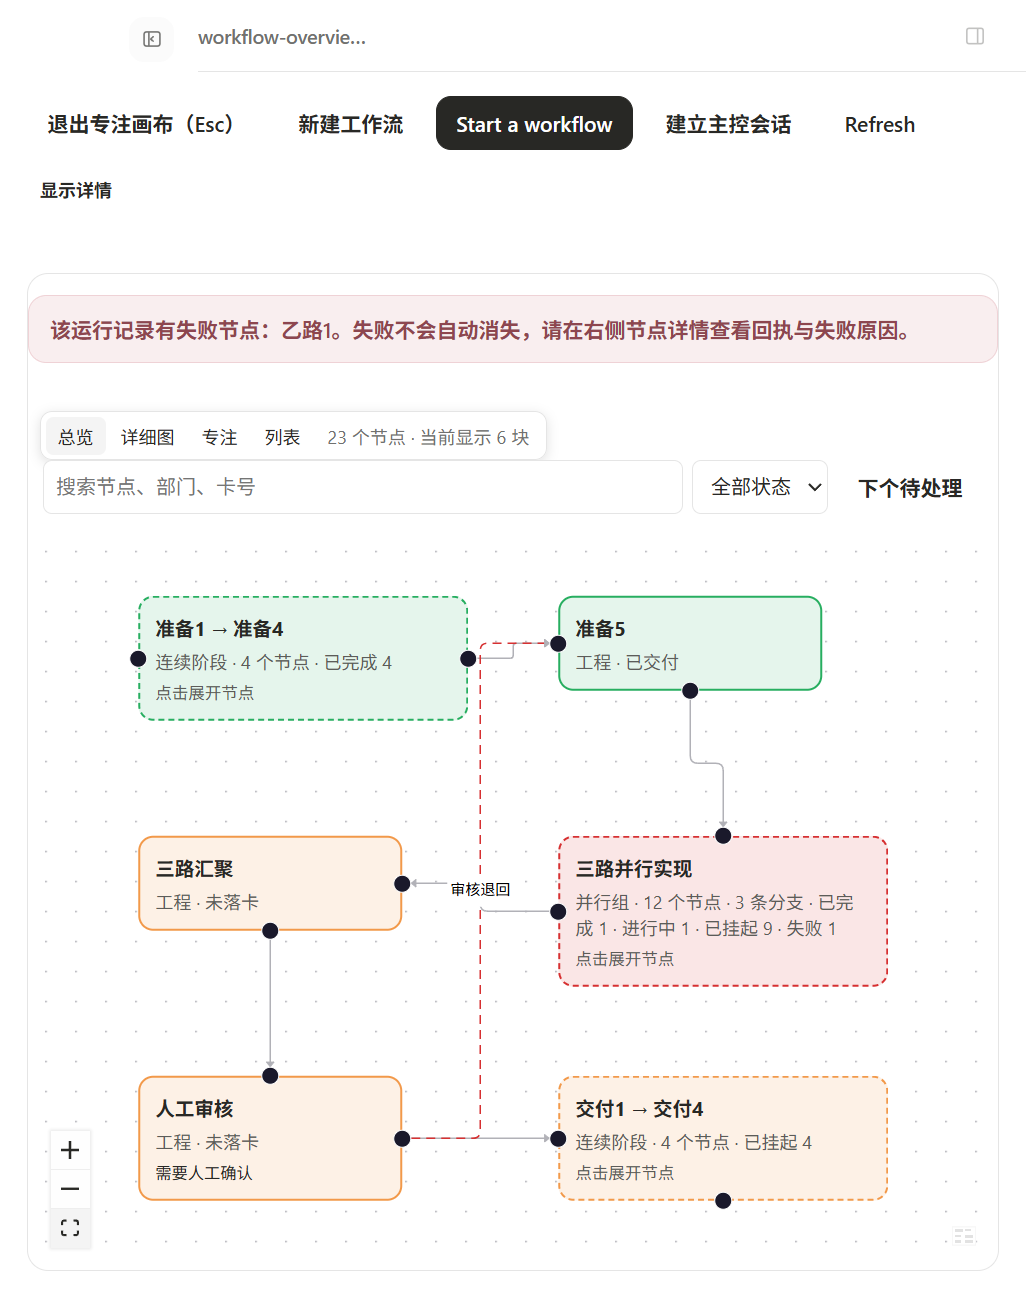 workflow-overvie...
退出专注画布（Esc）
新建工作流
Start a workflow
建立主控会话
Refresh
显示详情
该运行记录有失败节点：乙路1。失败不会自动消失，请在右侧节点详情查看回执与失败原因。
总览
详细图
专注
列表
23 个节点 · 当前显示 6 块
搜索节点、部门、卡号
全部状态
下个待处理
准备1 → 准备4
连续阶段 · 4 个节点 · 已完成 4
点击展开节点
准备5
工程 · 已交付
三路汇聚
工程 · 未落卡
审核退回
三路并行实现
并行组 · 12 个节点 · 3 条分支 · 已完
成 1 · 进行中 1 · 已挂起 9 · 失败 1
点击展开节点
人工审核
工程 · 未落卡
需要人工确认
交付1 → 交付4
连续阶段 · 4 个节点 · 已挂起 4
点击展开节点